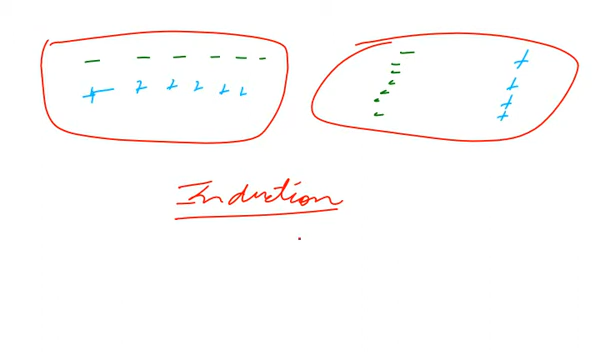 − − − − − −
+ + + + + +
− − − − − −
+ + + +
Induction